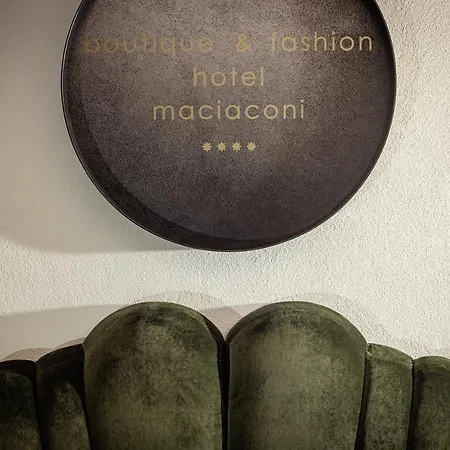 boutique & fashion
hotel
maciaconi
****